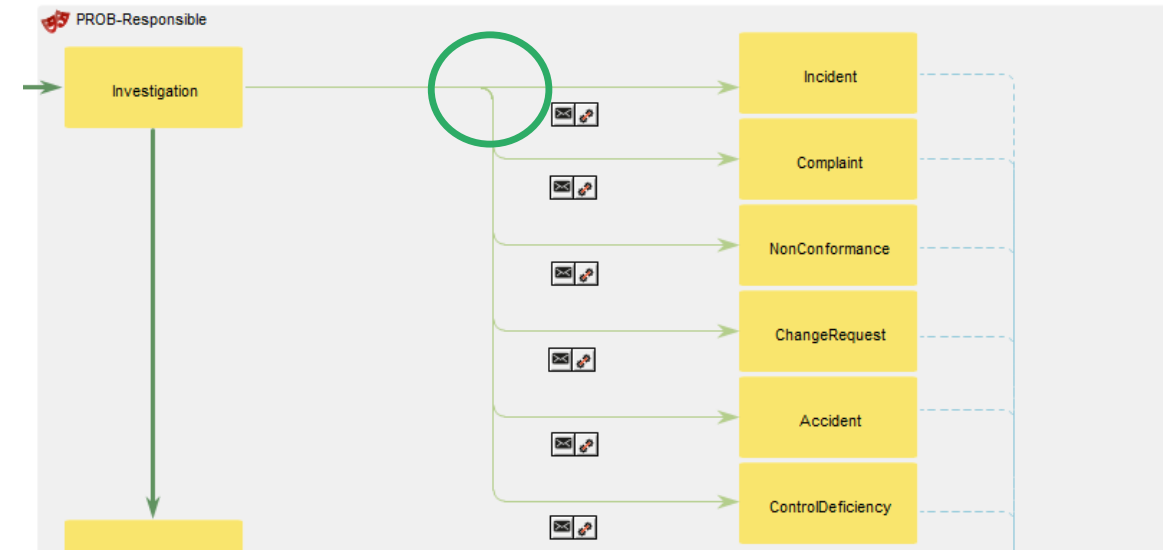 PROB-Responsible
Investigation
Incident
Complaint
NonConformance
ChangeRequest
Accident
ControlDeficiency